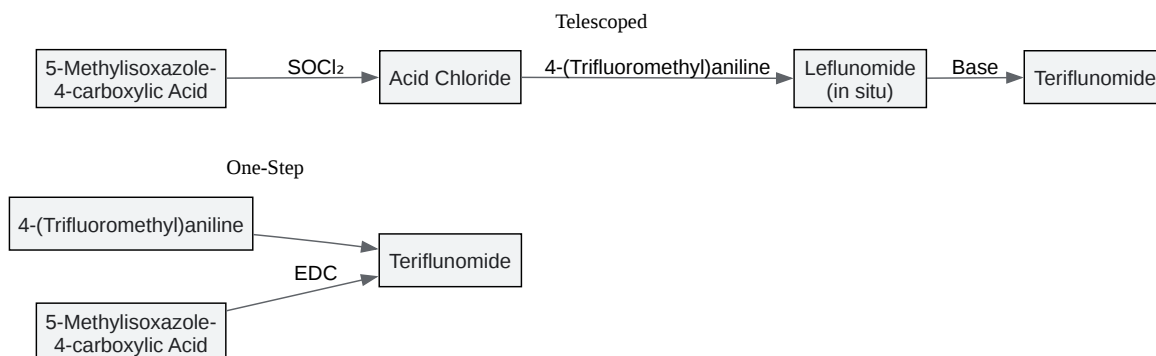 Telescoped
5-Methylisoxazole-
4-carboxylic Acid
SOCl₂
Acid Chloride
4-(Trifluoromethyl)aniline
Leflunomide
(in situ)
Base
Teriflunomide
One-Step
4-(Trifluoromethyl)aniline
EDC
Teriflunomide
5-Methylisoxazole-
4-carboxylic Acid